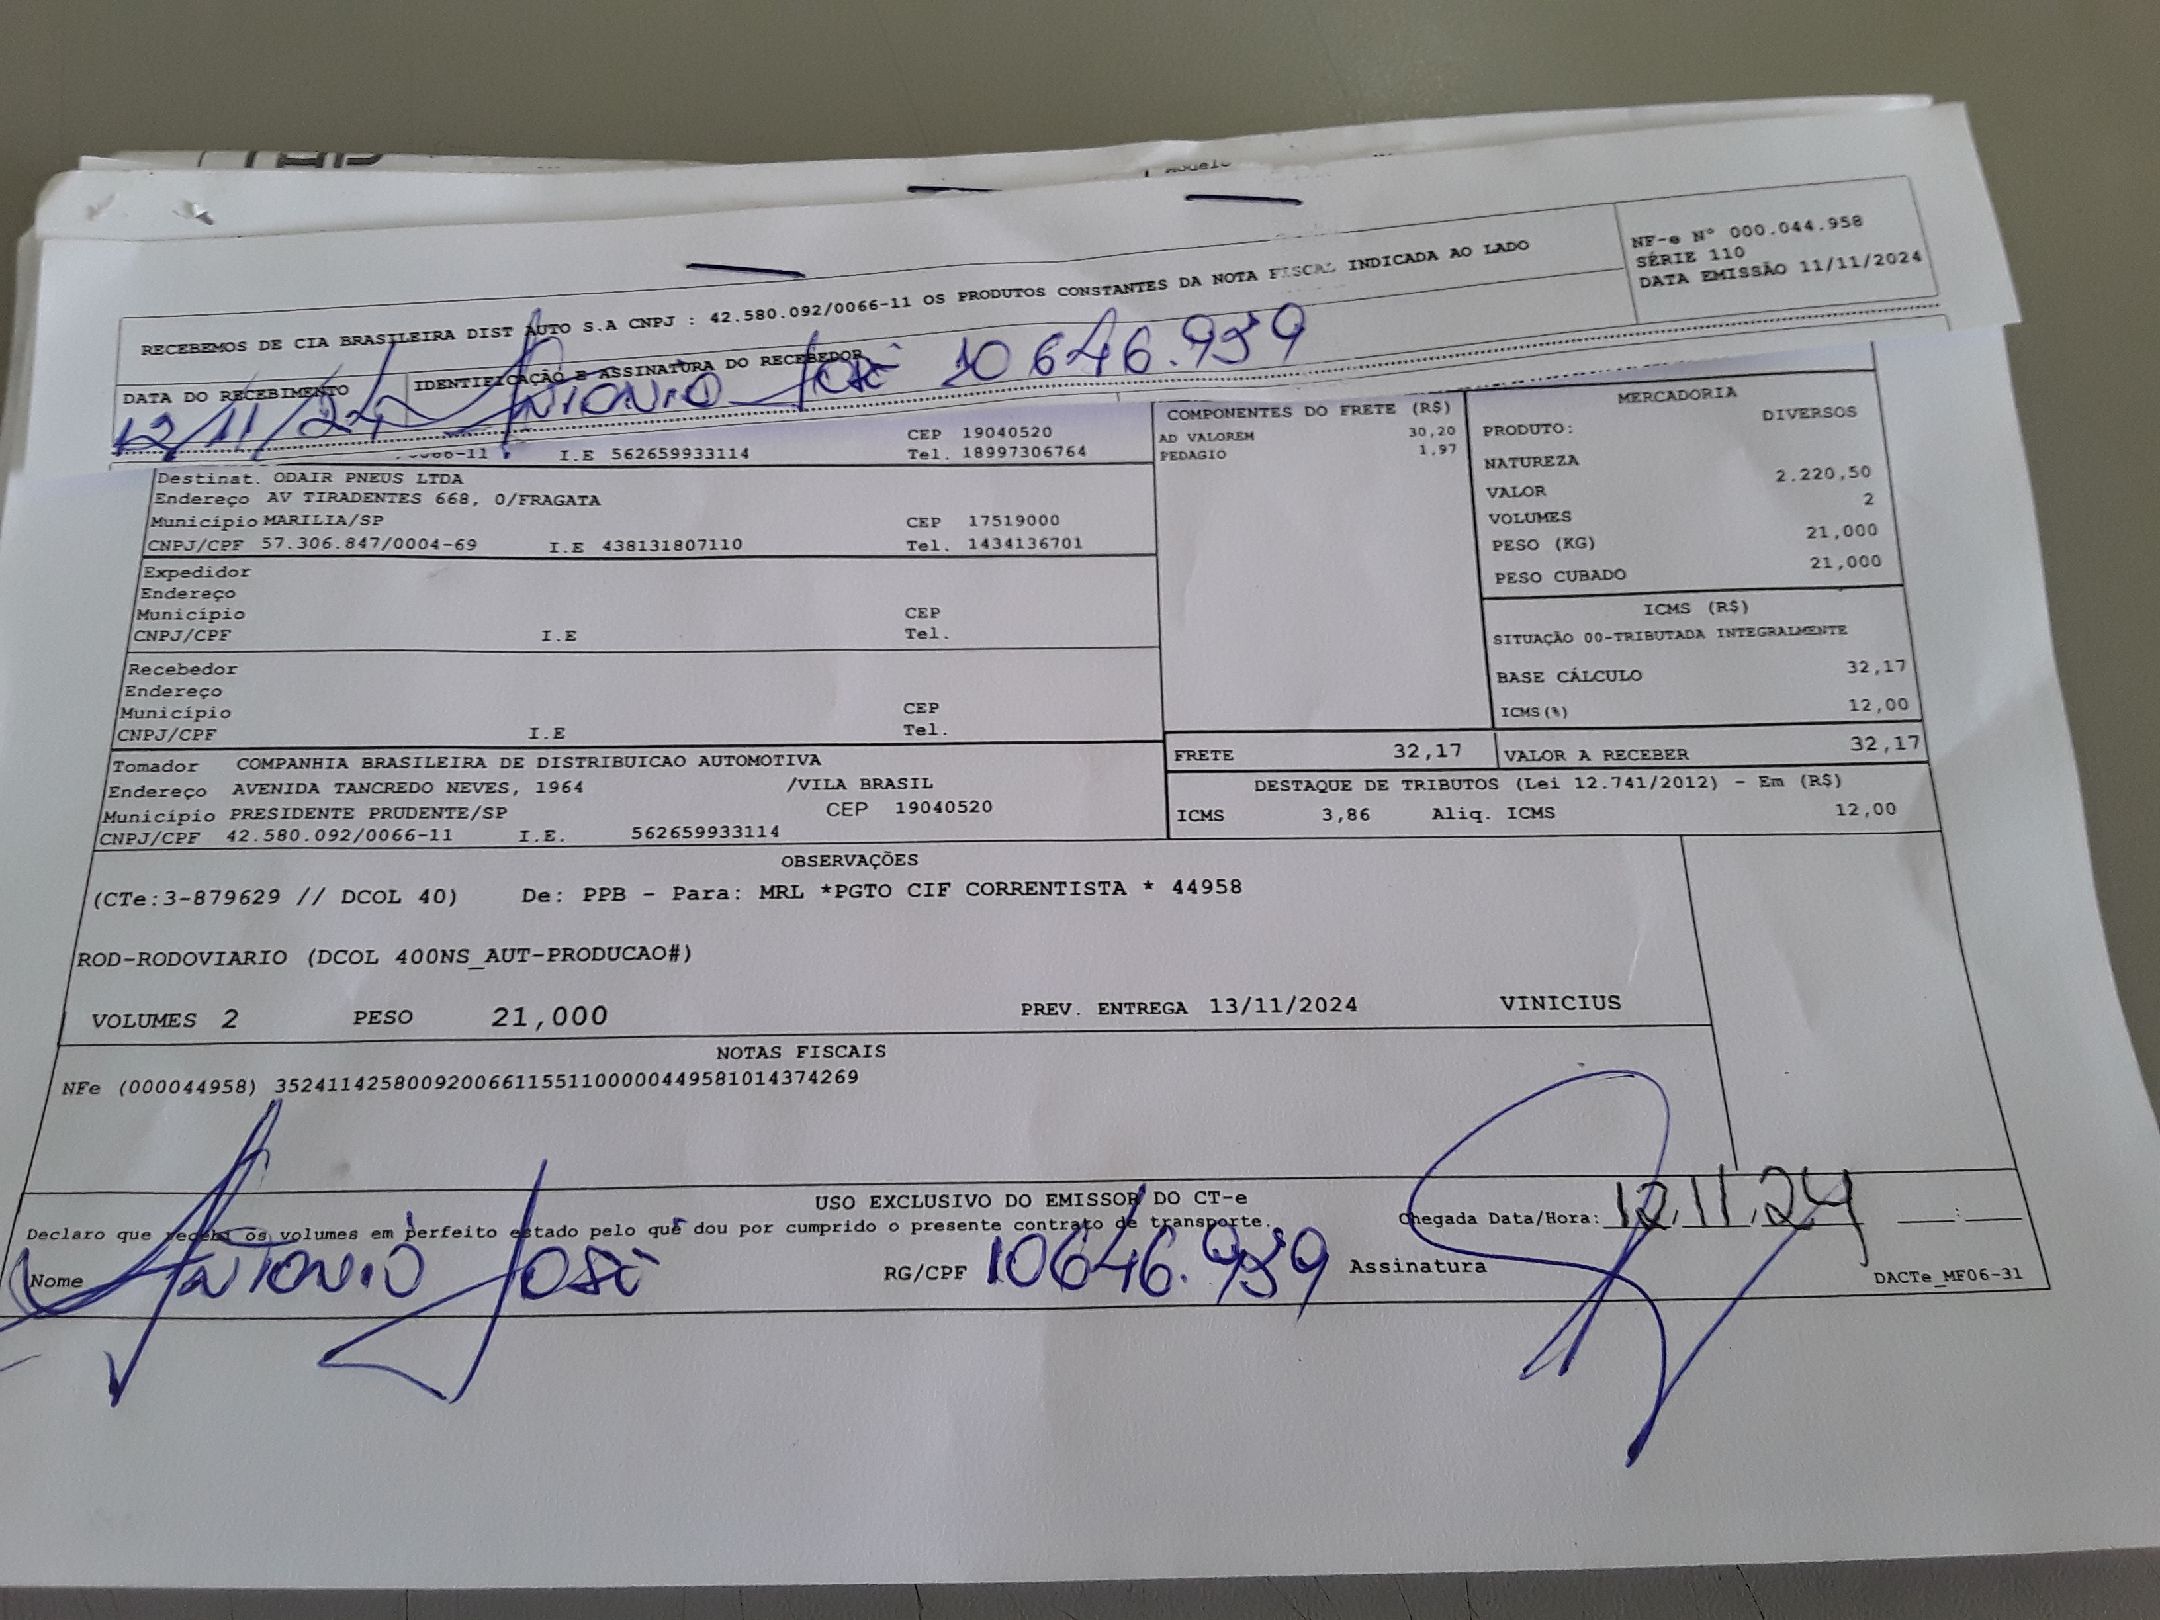 RECEBEMOS DE CIA BRASILEIRA DIST AUTO S.A CNPJ : 42.580.092/0066-11 OS PRODUTOS CONSTANTES DA NOTA FISCAL INDICADA AO LADO
NF-e N° 000.044.958
SÉRIE 110
DATA EMISSÃO 11/11/2024
DATA DO RECEBIMENTO
12/11/24
IDENTIFICAÇÃO E ASSINATURA DO RECEBEDOR
Antonio José 10646.939
0066-11 I.E 562659933114
CEP 19040520
Tel. 18997306764
Destinat. ODAIR PNEUS LTDA
Endereço AV TIRADENTES 668, 0/FRAGATA
Município MARILIA/SP CEP 17519000
CNPJ/CPF 57.306.847/0004-69 I.E 438131807110 Tel. 1434136701
Expedidor
Endereço
Município CEP
CNPJ/CPF I.E Tel.
Recebedor
Endereço
Município CEP
CNPJ/CPF I.E Tel.
Tomador COMPANHIA BRASILEIRA DE DISTRIBUICAO AUTOMOTIVA
Endereço AVENIDA TANCREDO NEVES, 1964 /VILA BRASIL
Município PRESIDENTE PRUDENTE/SP CEP 19040520
CNPJ/CPF 42.580.092/0066-11 I.E. 562659933114
COMPONENTES DO FRETE (R$)
AD VALOREM 30,20
PEDAGIO 1,97
MERCADORIA
PRODUTO: DIVERSOS
NATUREZA
VALOR 2.220,50
VOLUMES 2
PESO (KG) 21,000
PESO CUBADO 21,000
ICMS (R$)
SITUAÇÃO 00-TRIBUTADA INTEGRALMENTE
BASE CÁLCULO 32,17
ICMS(%) 12,00
FRETE 32,17 VALOR A RECEBER 32,17
DESTAQUE DE TRIBUTOS (Lei 12.741/2012) - Em (R$)
ICMS 3,86 Aliq. ICMS 12,00
OBSERVAÇÕES
(CTe:3-879629 // DCOL 40) De: PPB - Para: MRL *PGTO CIF CORRENTISTA * 44958
ROD-RODOVIARIO (DCOL 400NS_AUT-PRODUCAO#)
VOLUMES 2 PESO 21,000 PREV. ENTREGA 13/11/2024 VINICIUS
NOTAS FISCAIS
NFe (000044958) 35241142580092006611551100000449581014374269
USO EXCLUSIVO DO EMISSOR DO CT-e
Declaro que recebi os volumes em perfeito estado pelo que dou por cumprido o presente contrato de transporte.
Chegada Data/Hora: 12.11.24 __:__
Nome Antonio José RG/CPF 10646.939 Assinatura
DACTe_MF06-31